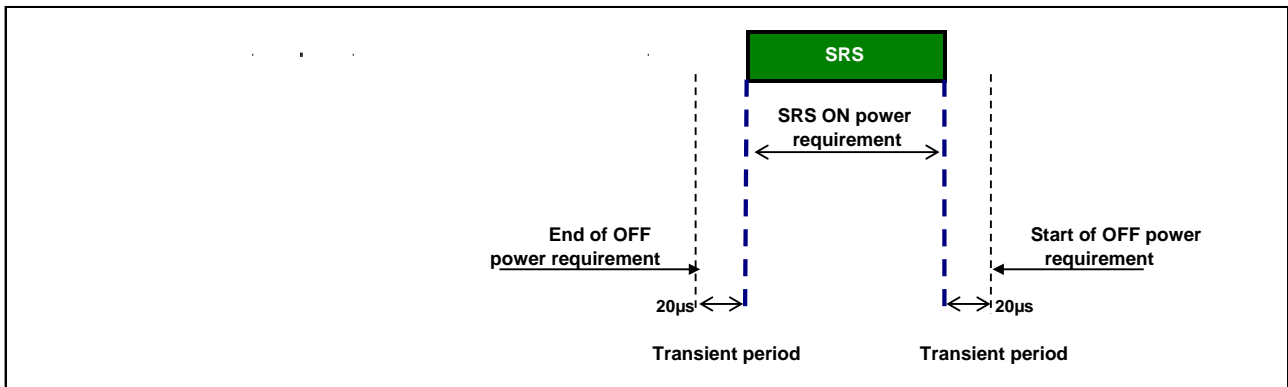 SRS
SRS ON power
requirement
End of OFF
power requirement
Start of OFF power
requirement
20µs
20µs
Transient period
Transient period